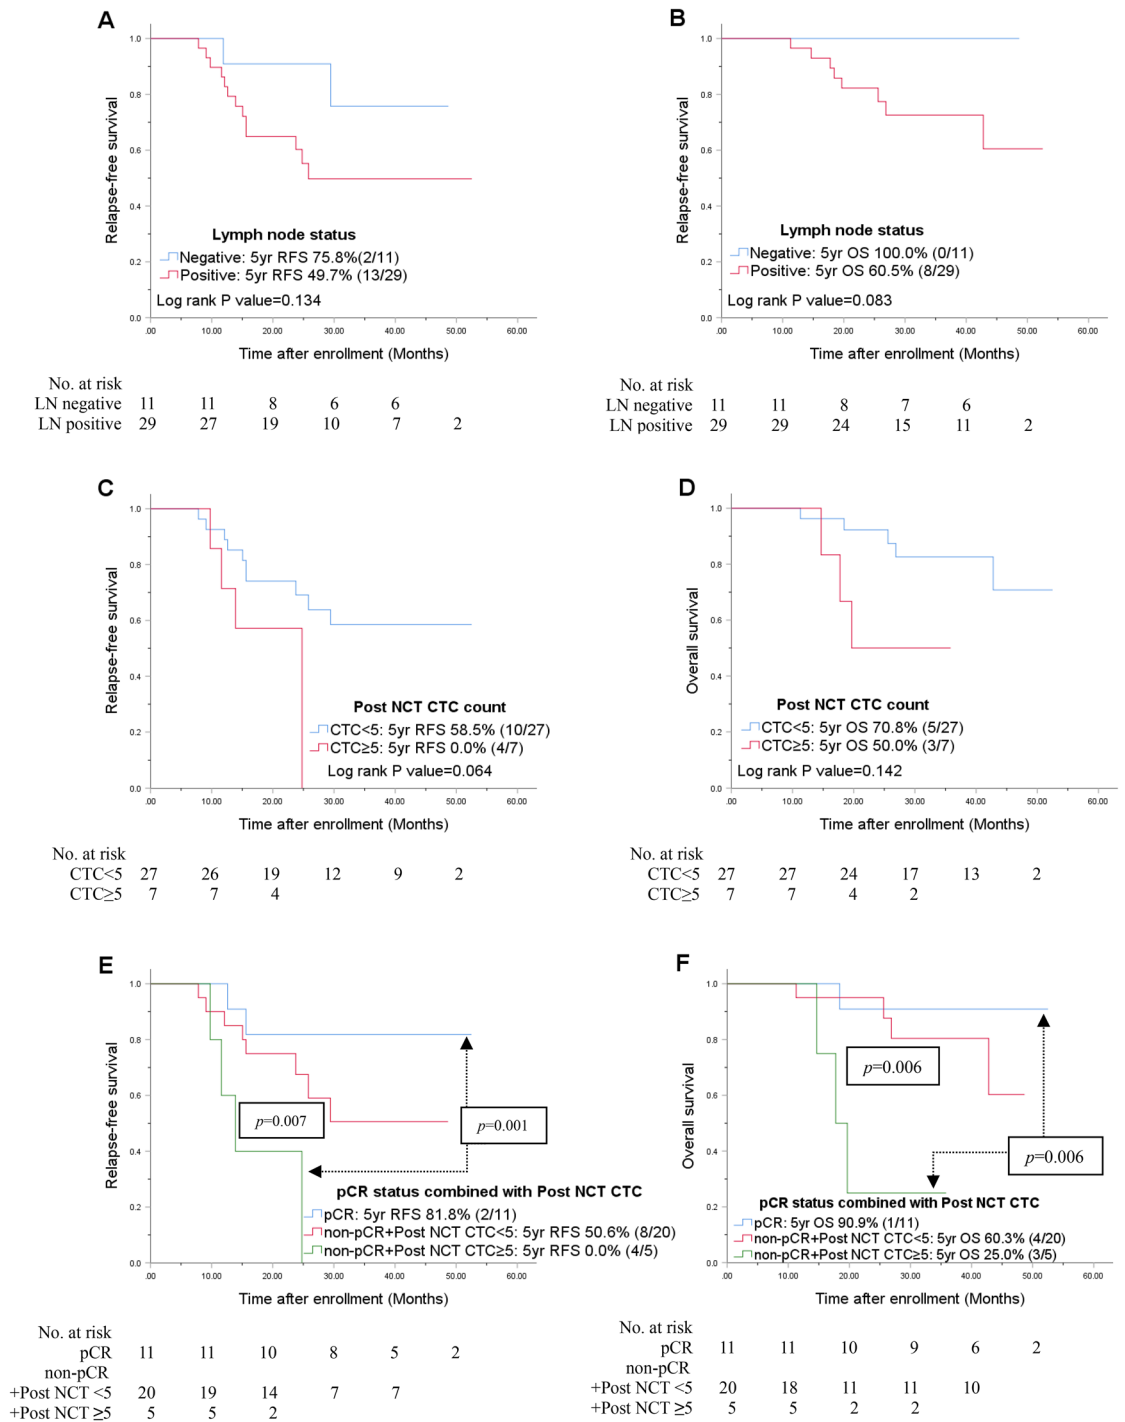 A
1.0
0.8
0.6
0.4
0.2
0.0
Relapse-free survival
Lymph node status
Negative: 5yr RFS 75.8%(2/11)
Positive: 5yr RFS 49.7% (13/29)
Log rank P value=0.134
.00 10.00 20.00 30.00 40.00 50.00 60.00
Time after enrollment (Months)
No. at risk
LN negative 11 11 8 6 6
LN positive 29 27 19 10 7 2
B
1.0
0.8
0.6
0.4
0.2
0.0
Relapse-free survival
Lymph node status
Negative: 5yr OS 100.0% (0/11)
Positive: 5yr OS 60.5% (8/29)
Log rank P value=0.083
.00 10.00 20.00 30.00 40.00 50.00 60.00
Time after enrollment (Months)
No. at risk
LN negative 11 11 8 7 6
LN positive 29 29 24 15 11 2
C
1.0
0.8
0.6
0.4
0.2
0.0
Relapse-free survival
Post NCT CTC count
CTC<5: 5yr RFS 58.5% (10/27)
CTC≥5: 5yr RFS 0.0% (4/7)
Log rank P value=0.064
.00 10.00 20.00 30.00 40.00 50.00 60.00
Time after enrollment (Months)
No. at risk
CTC<5 27 26 19 12 9 2
CTC≥5 7 7 4
D
1.0
0.8
0.6
0.4
0.2
0.0
Overall survival
Post NCT CTC count
CTC<5: 5yr OS 70.8% (5/27)
CTC≥5: 5yr OS 50.0% (3/7)
Log rank P value=0.142
.00 10.00 20.00 30.00 40.00 50.00 60.00
Time after enrollment (Months)
No. at risk
CTC<5 27 27 24 17 13 2
CTC≥5 7 7 4 2
E
1.0
0.8
0.6
0.4
0.2
0.0
Relapse-free survival
p=0.007
p=0.001
pCR status combined with Post NCT CTC
pCR: 5yr RFS 81.8% (2/11)
non-pCR+Post NCT CTC<5: 5yr RFS 50.6% (8/20)
non-pCR+Post NCT CTC≥5: 5yr RFS 0.0% (4/5)
.00 10.00 20.00 30.00 40.00 50.00 60.00
Time after enrollment (Months)
No. at risk
pCR 11 11 10 8 5 2
non-pCR
+Post NCT <5 20 19 14 7 7
+Post NCT ≥5 5 5 2
F
1.0
0.8
0.6
0.4
0.2
0.0
Overall survival
p=0.006
p=0.006
pCR status combined with Post NCT CTC
pCR: 5yr OS 90.9% (1/11)
non-pCR+Post NCT CTC<5: 5yr OS 60.3% (4/20)
non-pCR+Post NCT CTC≥5: 5yr OS 25.0% (3/5)
.00 10.00 20.00 30.00 40.00 50.00 60.00
Time after enrollment (Months)
No. at risk
pCR 11 11 10 9 6 2
non-pCR
+Post NCT <5 20 18 11 11 10
+Post NCT ≥5 5 5 2 2